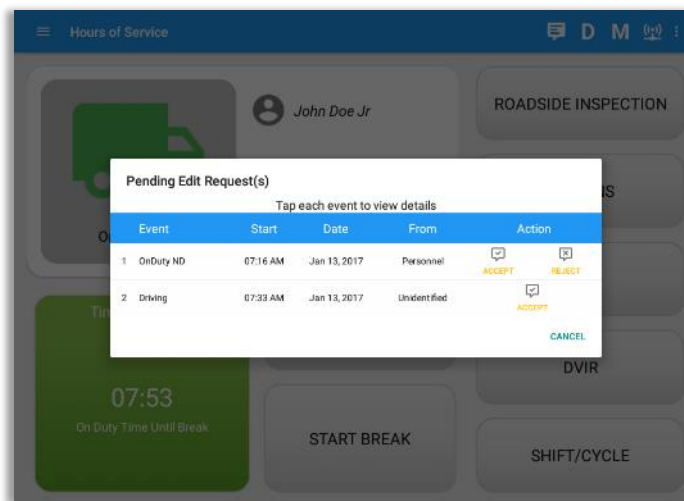 Hours of Service
D M
John Doe Jr
ROADSIDE INSPECTION
Pending Edit Request(s)
Tap each event to view details
Event Start Date From Action
1 OnDuty ND 07:16 AM Jan 13, 2017 Personnel ACCEPT REJECT
2 Driving 07:33 AM Jan 13, 2017 Unidentified ACCEPT
CANCEL
DVIR
07:53
On Duty Time Until Break
START BREAK
SHIFT/CYCLE